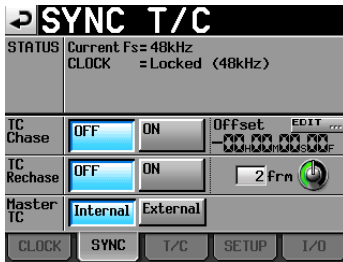 SYNC T/C
STATUS Current Fs= 48kHz
CLOCK = Locked (48kHz)
TC Chase OFF ON Offset EDIT ...
-00H00M00S00F
TC Rechase OFF ON 2 frm
Master TC Internal External
CLOCK SYNC T/C SETUP I/O